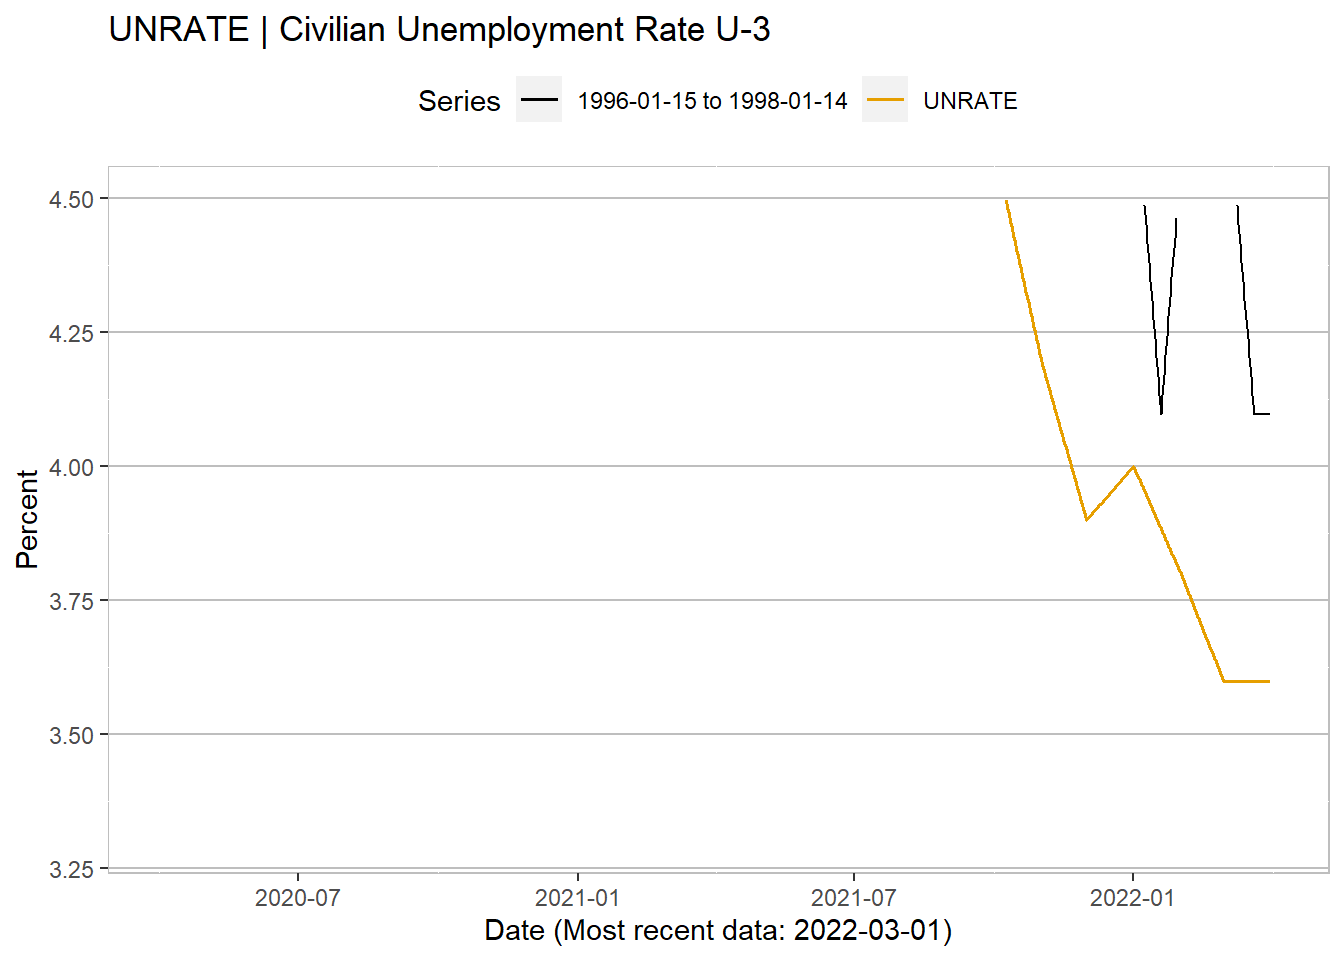 UNRATE | Civilian Unemployment Rate U-3
Series 1996-01-15 to 1998-01-14 UNRATE
4.50
4.25
4.00
3.75
3.50
3.25
Percent
2020-07 2021-01 2021-07 2022-01
Date (Most recent data: 2022-03-01)